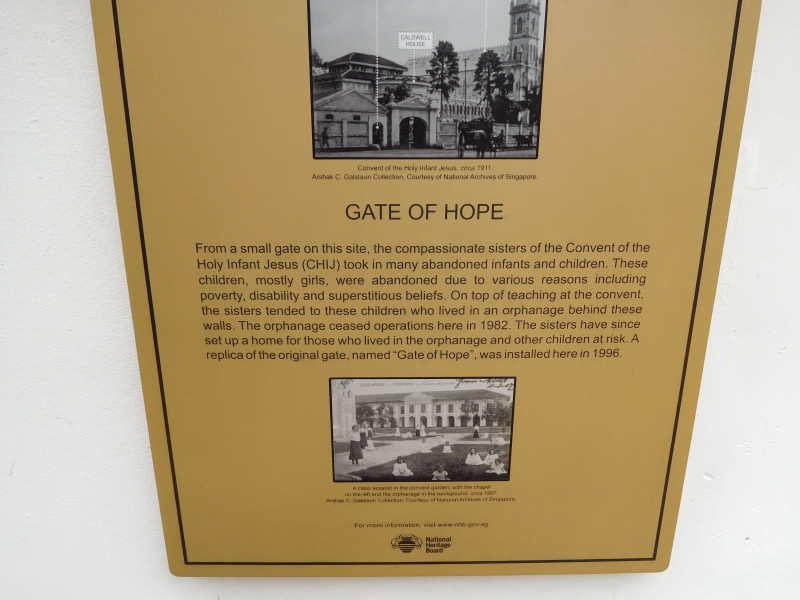 CALDWELL
HOUSE
Convent of the Holy Infant Jesus, circa 1911.
Arshak C. Galstaun Collection, Courtesy of National Archives of Singapore.
GATE OF HOPE
From a small gate on this site, the compassionate sisters of the Convent of the
Holy Infant Jesus (CHIJ) took in many abandoned infants and children. These
children, mostly girls, were abandoned due to various reasons including
poverty, disability and superstitious beliefs. On top of teaching at the convent,
the sisters tended to these children who lived in an orphanage behind these
walls. The orphanage ceased operations here in 1982. The sisters have since
set up a home for those who lived in the orphanage and other children at risk. A
replica of the original gate, named “Gate of Hope”, was installed here in 1996.
A class session in the convent garden, with the chapel
on the left and the orphanage in the background, circa 1907.
Arshak C. Galstaun Collection, Courtesy of National Archives of Singapore.
For more information, visit www.nhb.gov.sg
National
Heritage
Board